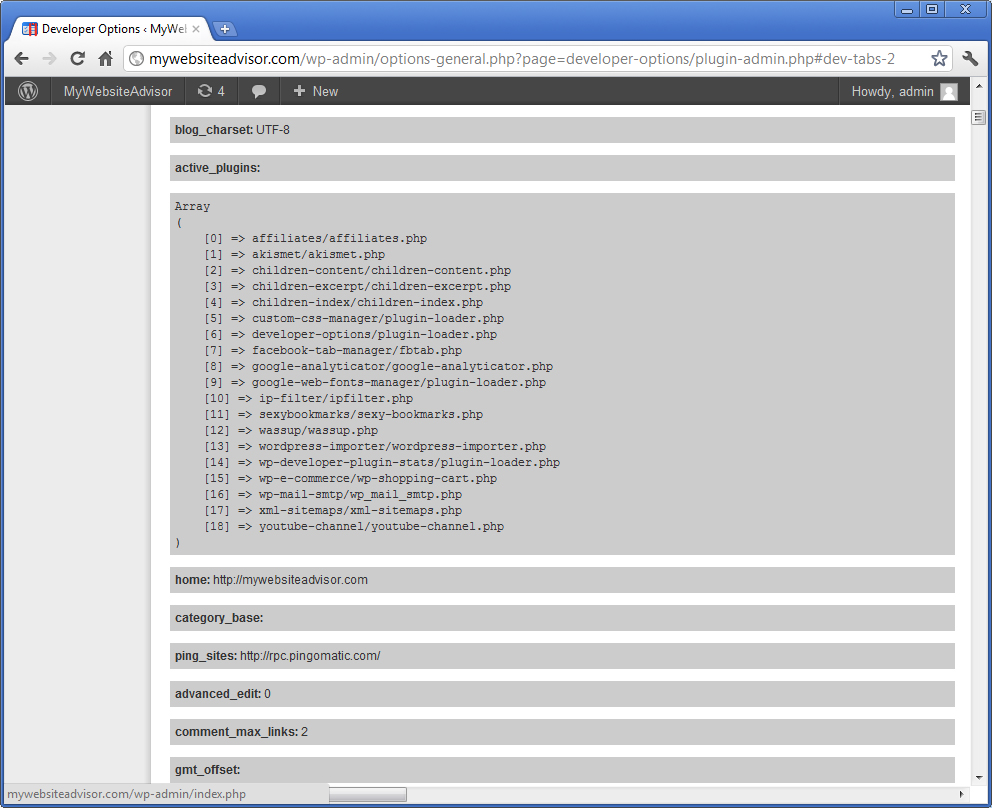 Developer Options ‹ MyWel
mywebsiteadvisor.com/wp-admin/options-general.php?page=developer-options/plugin-admin.php#dev-tabs-2
MyWebsiteAdvisor 4 + New Howdy, admin
blog_charset: UTF-8
active_plugins:
Array
(
[0] => affiliates/affiliates.php
[1] => akismet/akismet.php
[2] => children-content/children-content.php
[3] => children-excerpt/children-excerpt.php
[4] => children-index/children-index.php
[5] => custom-css-manager/plugin-loader.php
[6] => developer-options/plugin-loader.php
[7] => facebook-tab-manager/fbtab.php
[8] => google-analyticator/google-analyticator.php
[9] => google-web-fonts-manager/plugin-loader.php
[10] => ip-filter/ipfilter.php
[11] => sexybookmarks/sexy-bookmarks.php
[12] => wassup/wassup.php
[13] => wordpress-importer/wordpress-importer.php
[14] => wp-developer-plugin-stats/plugin-loader.php
[15] => wp-e-commerce/wp-shopping-cart.php
[16] => wp-mail-smtp/wp_mail_smtp.php
[17] => xml-sitemaps/xml-sitemaps.php
[18] => youtube-channel/youtube-channel.php
)
home: http://mywebsiteadvisor.com
category_base:
ping_sites: http://rpc.pingomatic.com/
advanced_edit: 0
comment_max_links: 2
gmt_offset:
mywebsiteadvisor.com/wp-admin/index.php